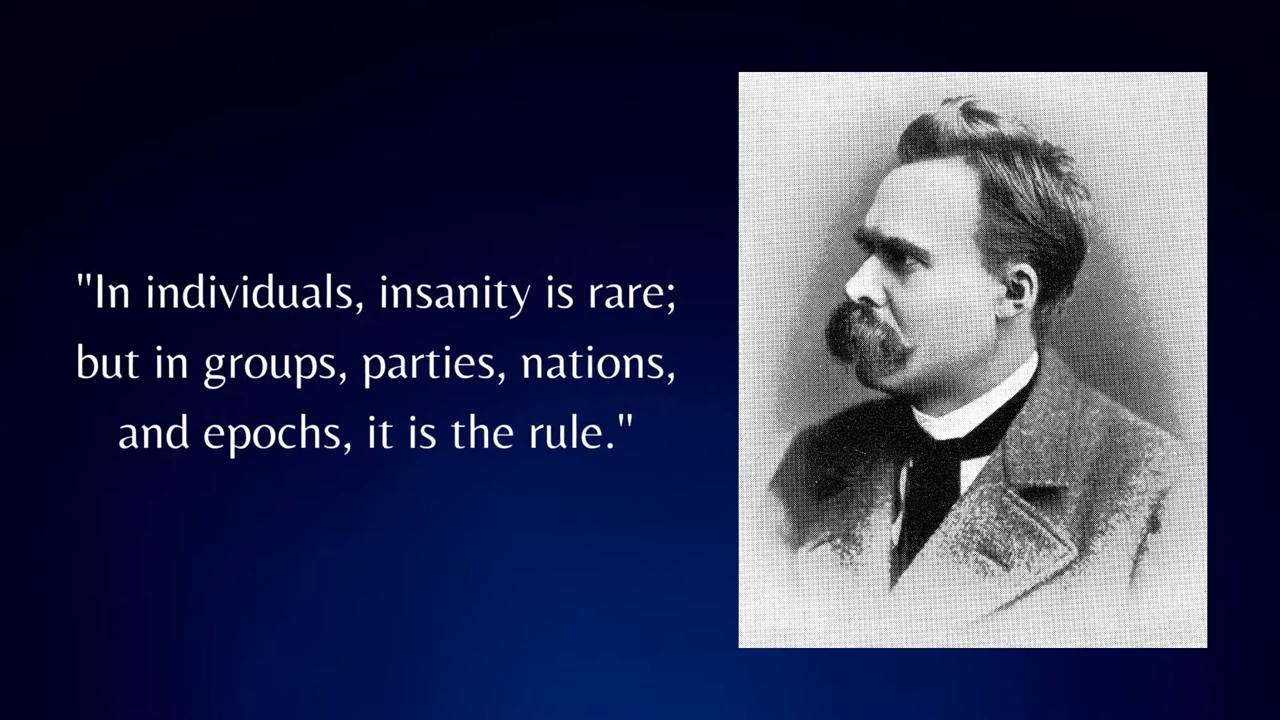 "In individuals, insanity is rare;
but in groups, parties, nations,
and epochs, it is the rule."